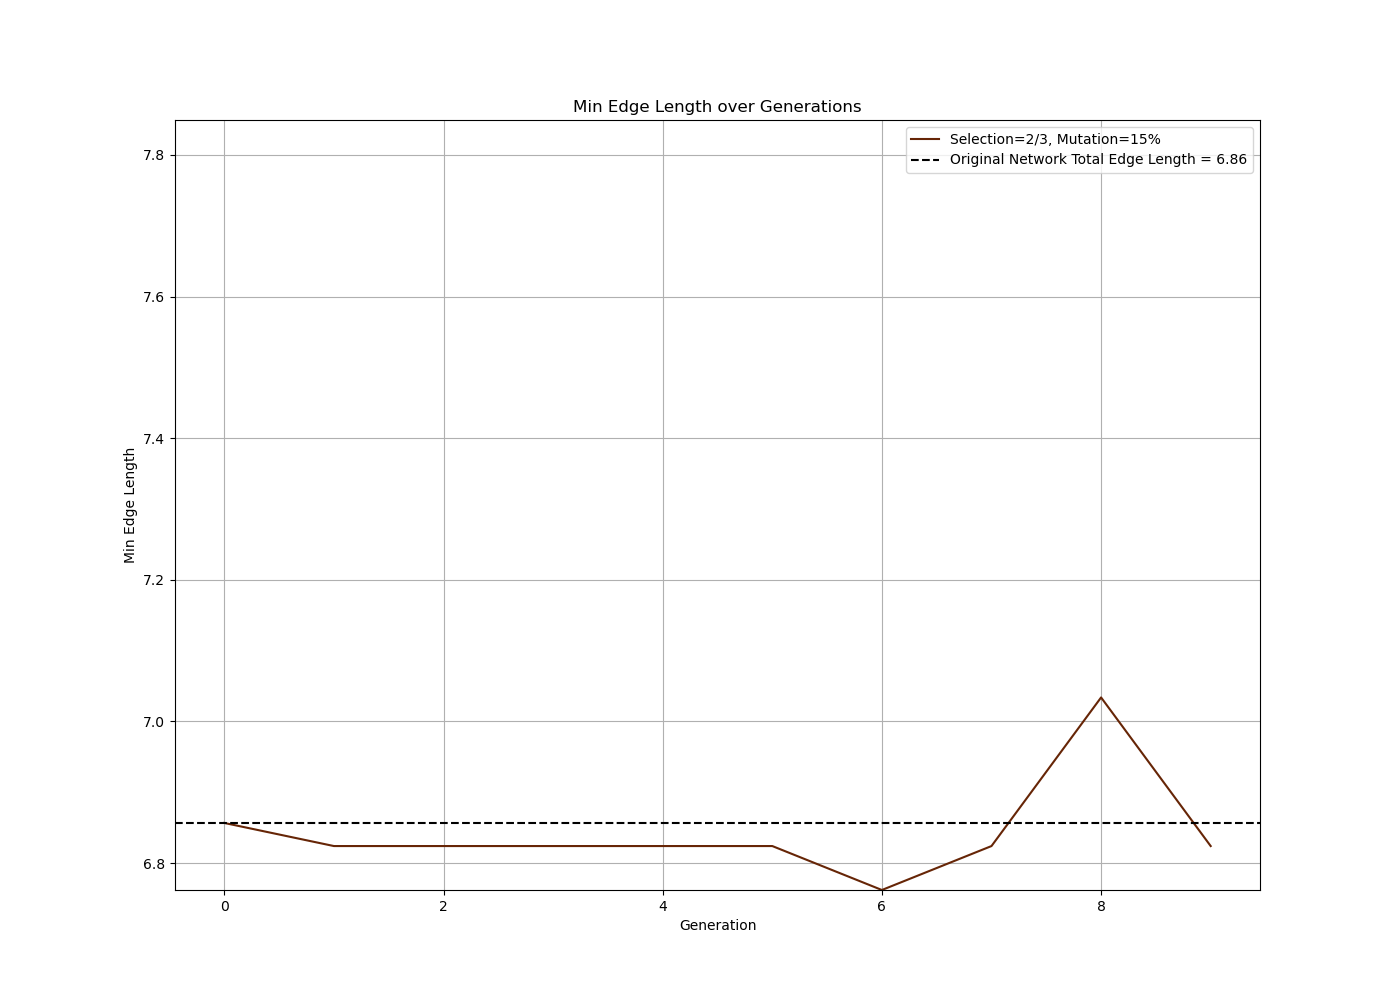 Min Edge Length over Generations
Selection=2/3, Mutation=15%
Original Network Total Edge Length = 6.86
7.8
7.6
7.4
7.2
7.0
6.8
Min Edge Length
0 2 4 6 8
Generation